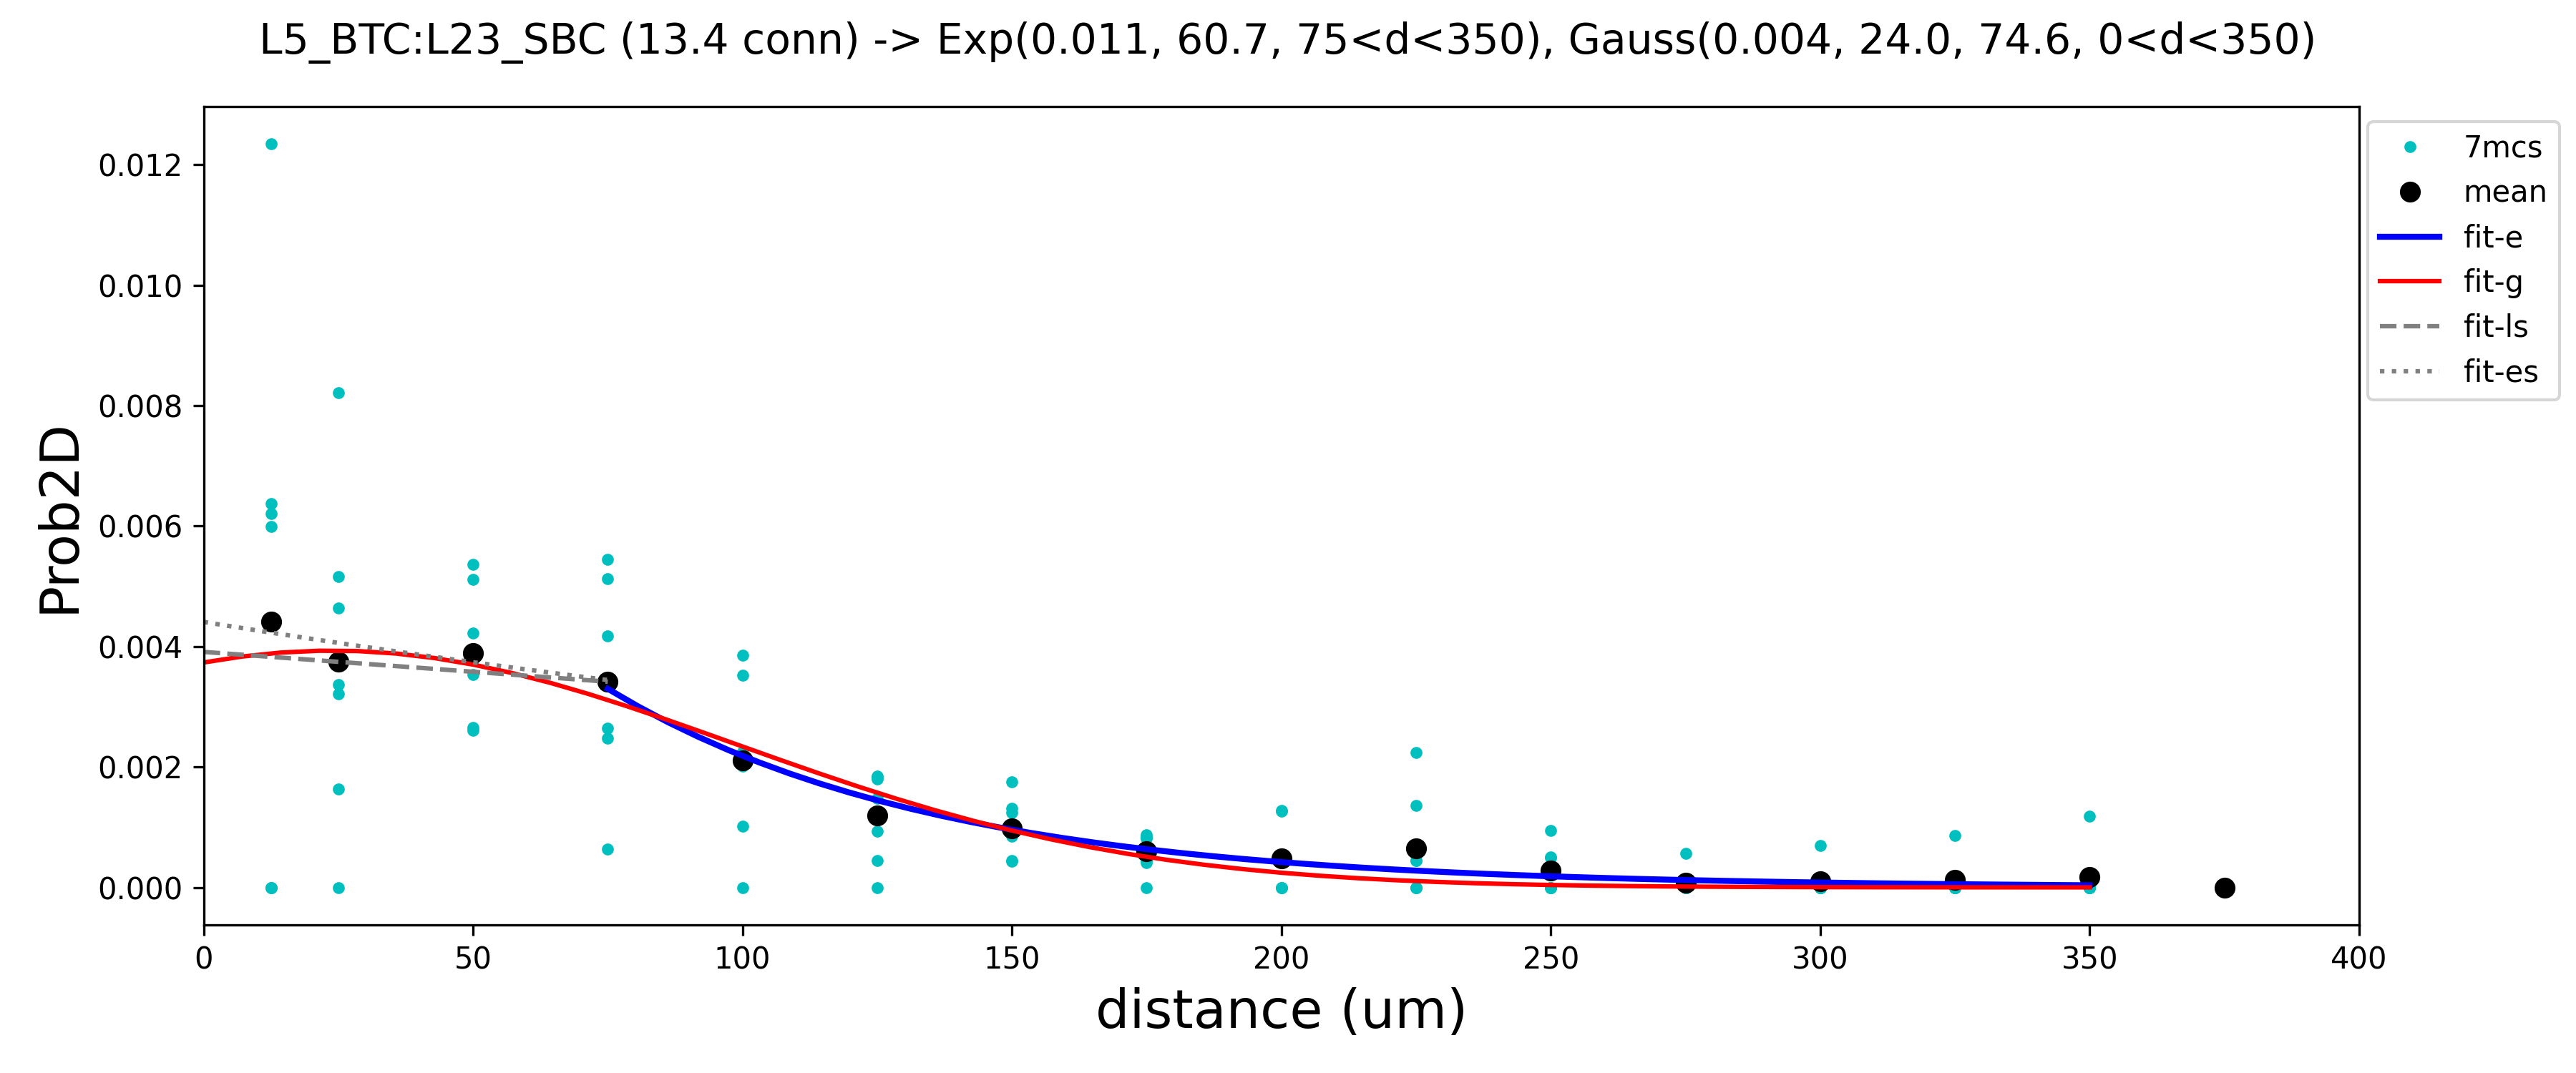 L5_BTC:L23_SBC (13.4 conn) -> Exp(0.011, 60.7, 75<d<350), Gauss(0.004, 24.0, 74.6, 0<d<350)
Prob2D
0.012
0.010
0.008
0.006
0.004
0.002
0.000
0 50 100 150 200 250 300 350 400
distance (um)
7mcs
mean
fit-e
fit-g
fit-ls
fit-es